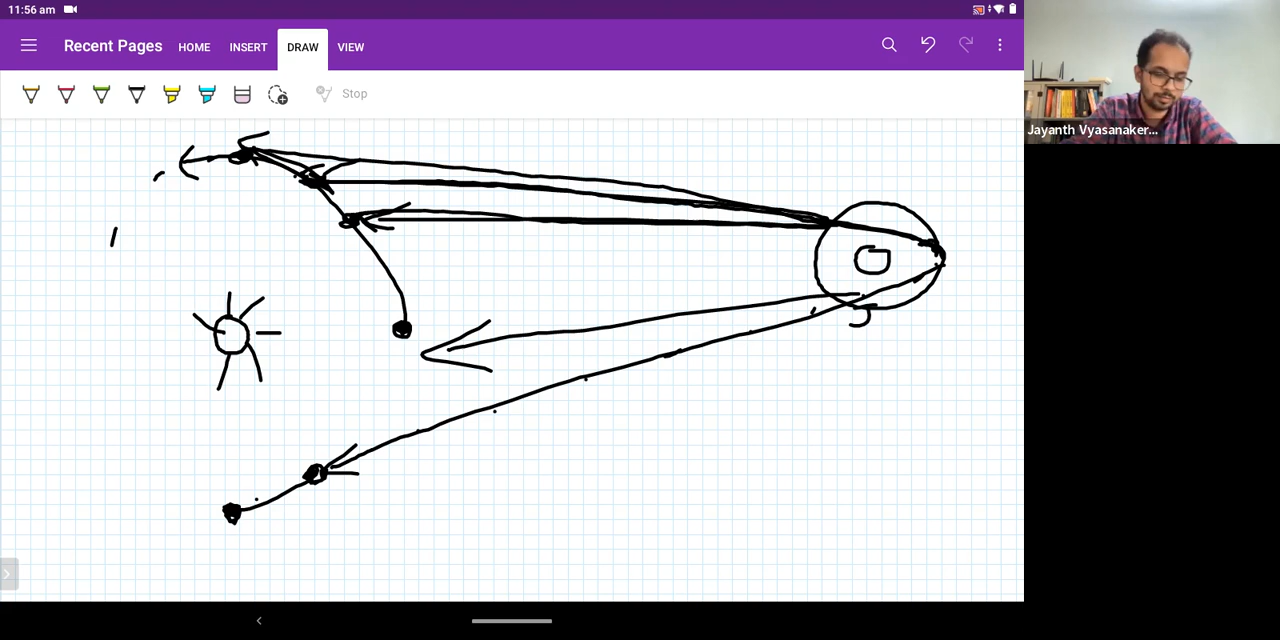 11:56 am
Recent Pages HOME INSERT DRAW VIEW
Stop
Jayanth Vyasanaker...